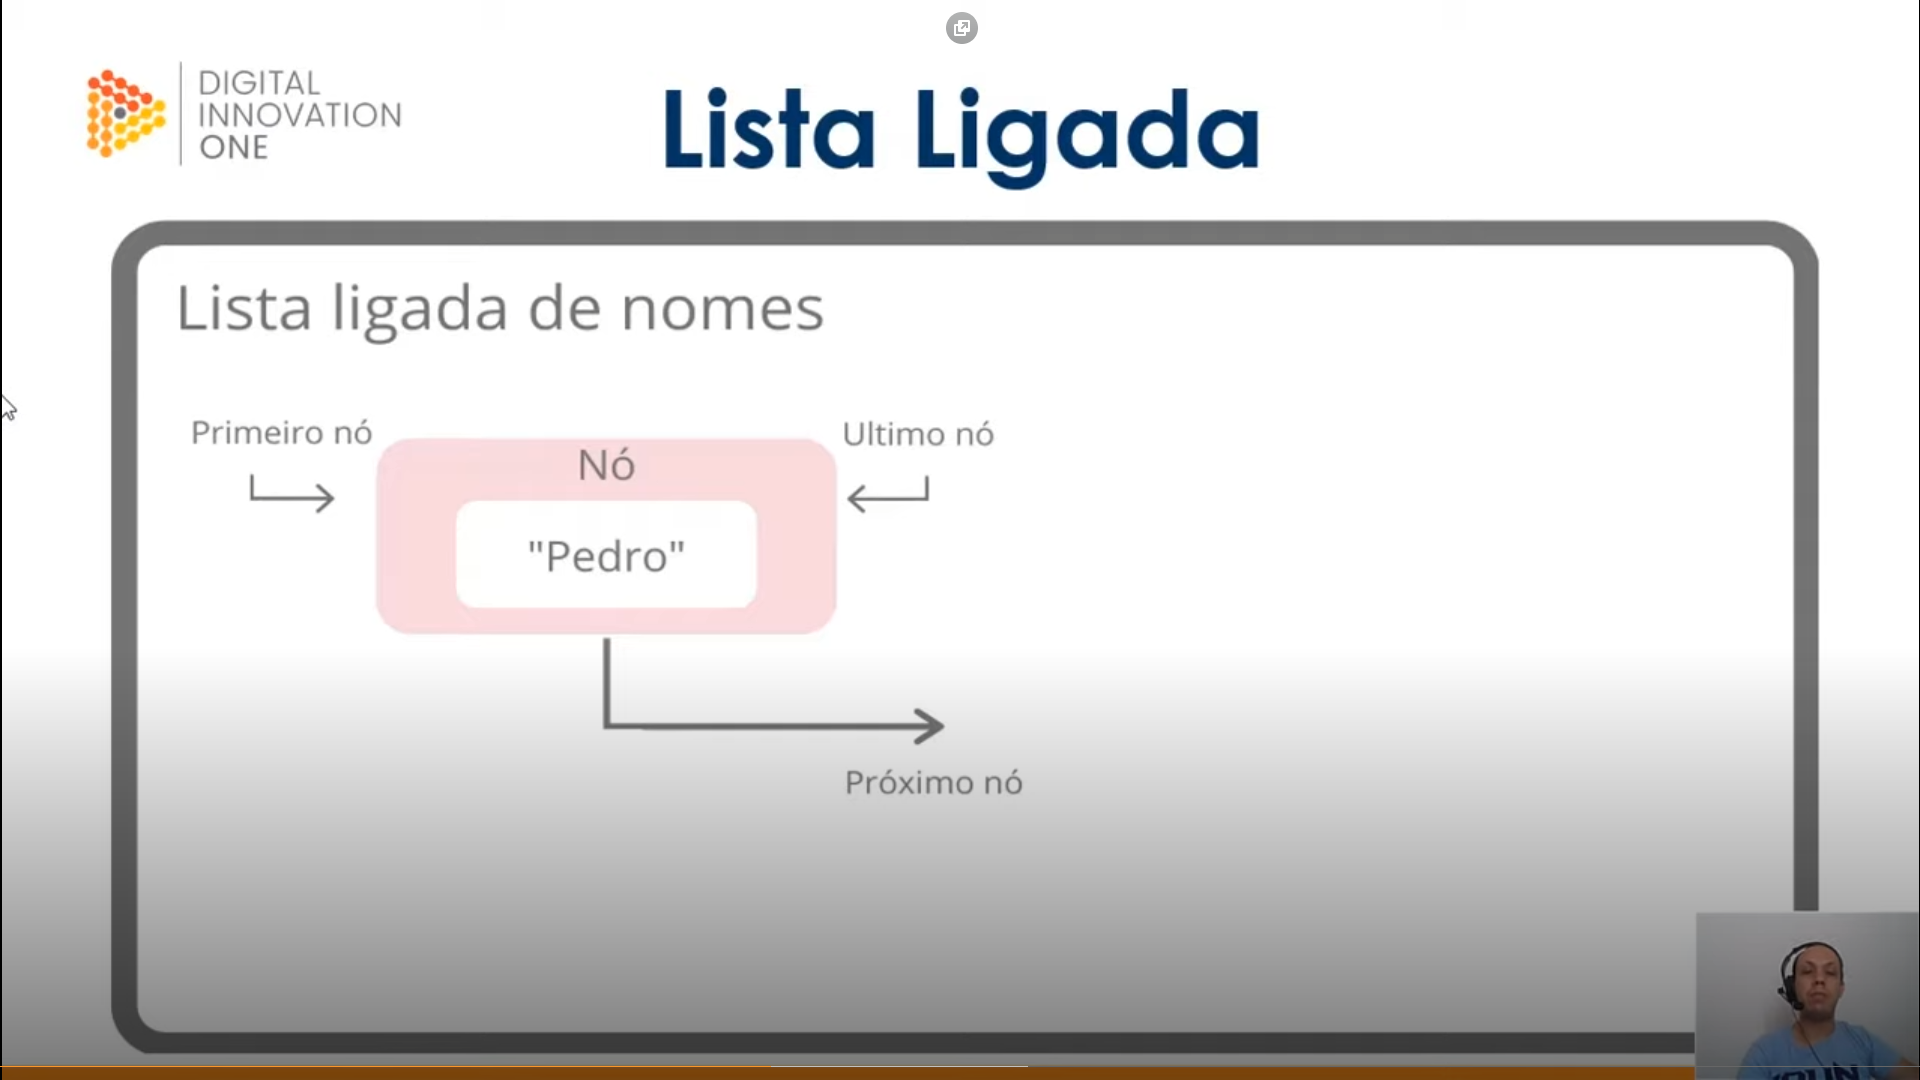 DIGITAL
INNOVATION
ONE
Lista Ligada
Lista ligada de nomes
Primeiro nó
Ultimo nó
Nó
"Pedro"
Próximo nó